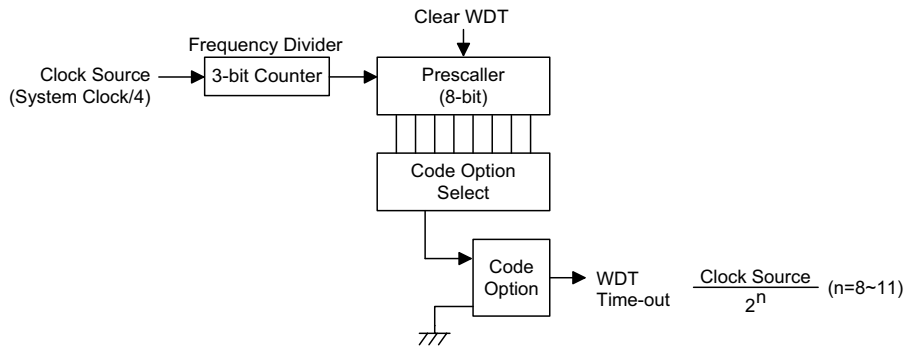 Clear WDT
Frequency Divider
Clock Source
(System Clock/4)
3-bit Counter
Prescaller
(8-bit)
Code Option
Select
Code
Option
WDT
Time-out
Clock Source
2^n
(n=8~11)